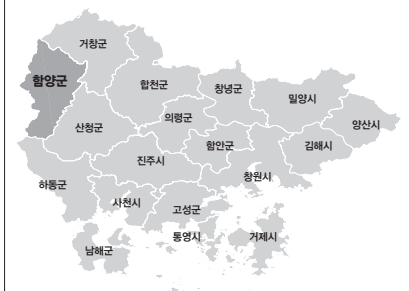 거창군
함양군
합천군
창녕군
밀양시
의령군
양산시
산청군
함안군
김해시
진주시
창원시
하동군
사천시
고성군
통영시
거제시
남해군